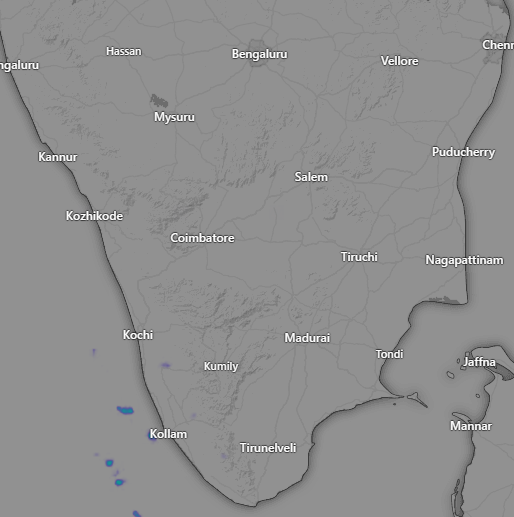 Hassan
Bengaluru
Chenn
ngaluru
Vellore
Mysuru
Kannur
Puducherry
Salem
Kozhikode
Coimbatore
Tiruchi
Nagapattinam
Kochi
Madurai
Tondi
Kumily
Jaffna
Kollam
Mannar
Tirunelveli